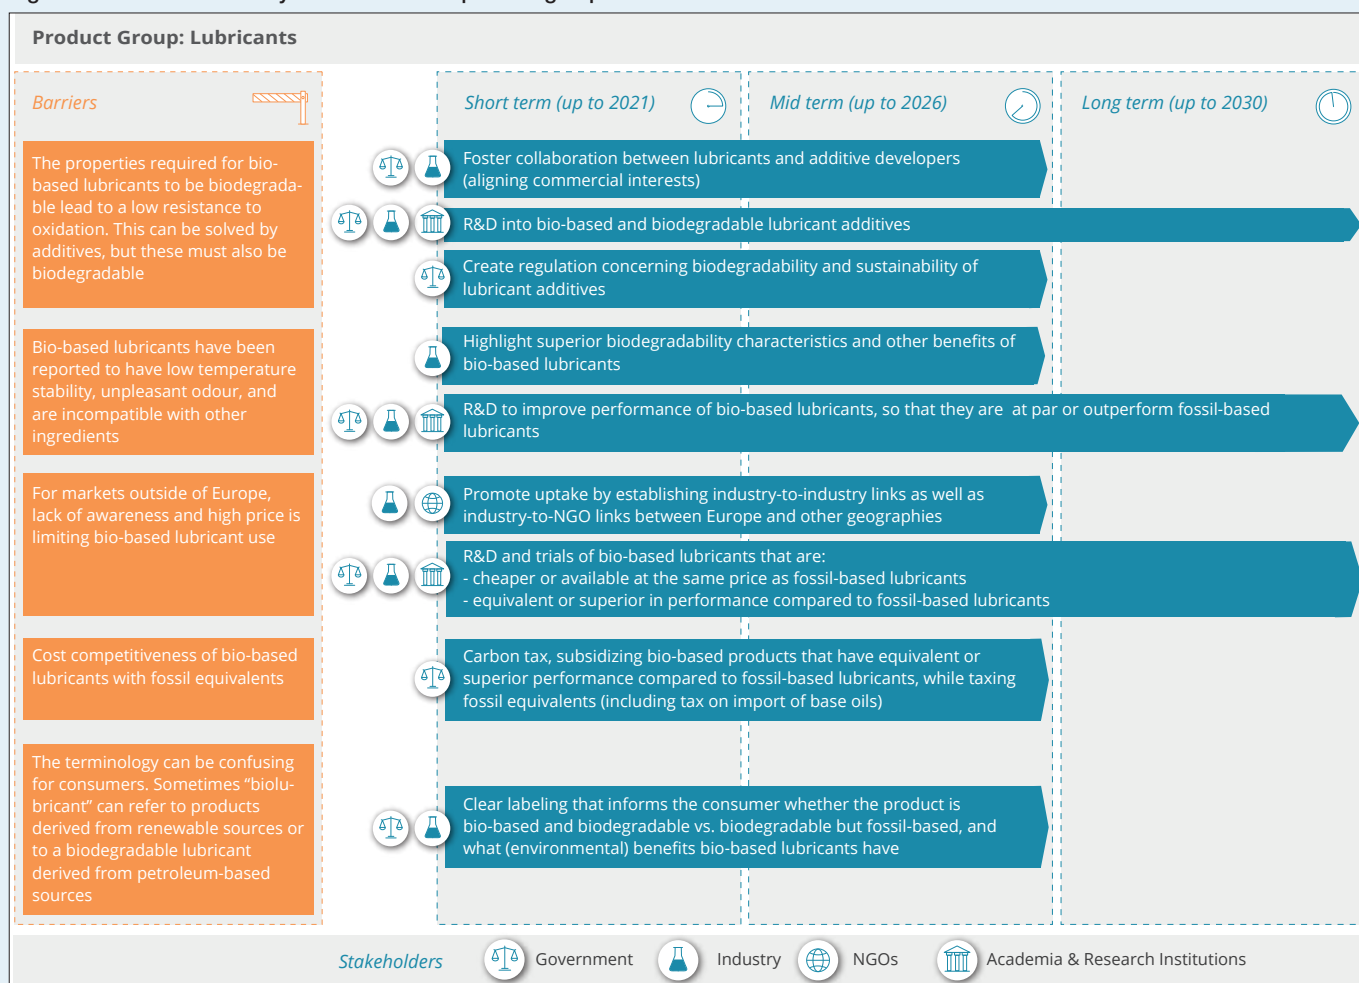 Product Group: Lubricants
Barriers
Short term (up to 2021)
Mid term (up to 2026)
Long term (up to 2030)
The properties required for bio-
based lubricants to be biodegrada-
ble lead to a low resistance to
oxidation. This can be solved by
additives, but these must also be
biodegradable
Foster collaboration between lubricants and additive developers
(aligning commercial interests)
R&D into bio-based and biodegradable lubricant additives
Create regulation concerning biodegradability and sustainability of
lubricant additives
Bio-based lubricants have been
reported to have low temperature
stability, unpleasant odour, and
are incompatible with other
ingredients
Highlight superior biodegradability characteristics and other benefits of
bio-based lubricants
R&D to improve performance of bio-based lubricants, so that they are at par or outperform fossil-based
lubricants
For markets outside of Europe,
lack of awareness and high price is
limiting bio-based lubricant use
Promote uptake by establishing industry-to-industry links as well as
industry-to-NGO links between Europe and other geographies
R&D and trials of bio-based lubricants that are:
- cheaper or available at the same price as fossil-based lubricants
- equivalent or superior in performance compared to fossil-based lubricants
Cost competitiveness of bio-based
lubricants with fossil equivalents
Carbon tax, subsidizing bio-based products that have equivalent or
superior performance compared to fossil-based lubricants, while taxing
fossil equivalents (including tax on import of base oils)
The terminology can be confusing
for consumers. Sometimes “biolu-
bricant” can refer to products
derived from renewable sources or
to a biodegradable lubricant
derived from petroleum-based
sources
Clear labeling that informs the consumer whether the product is
bio-based and biodegradable vs. biodegradable but fossil-based, and
what (environmental) benefits bio-based lubricants have
Stakeholders
Government
Industry
NGOs
Academia & Research Institutions